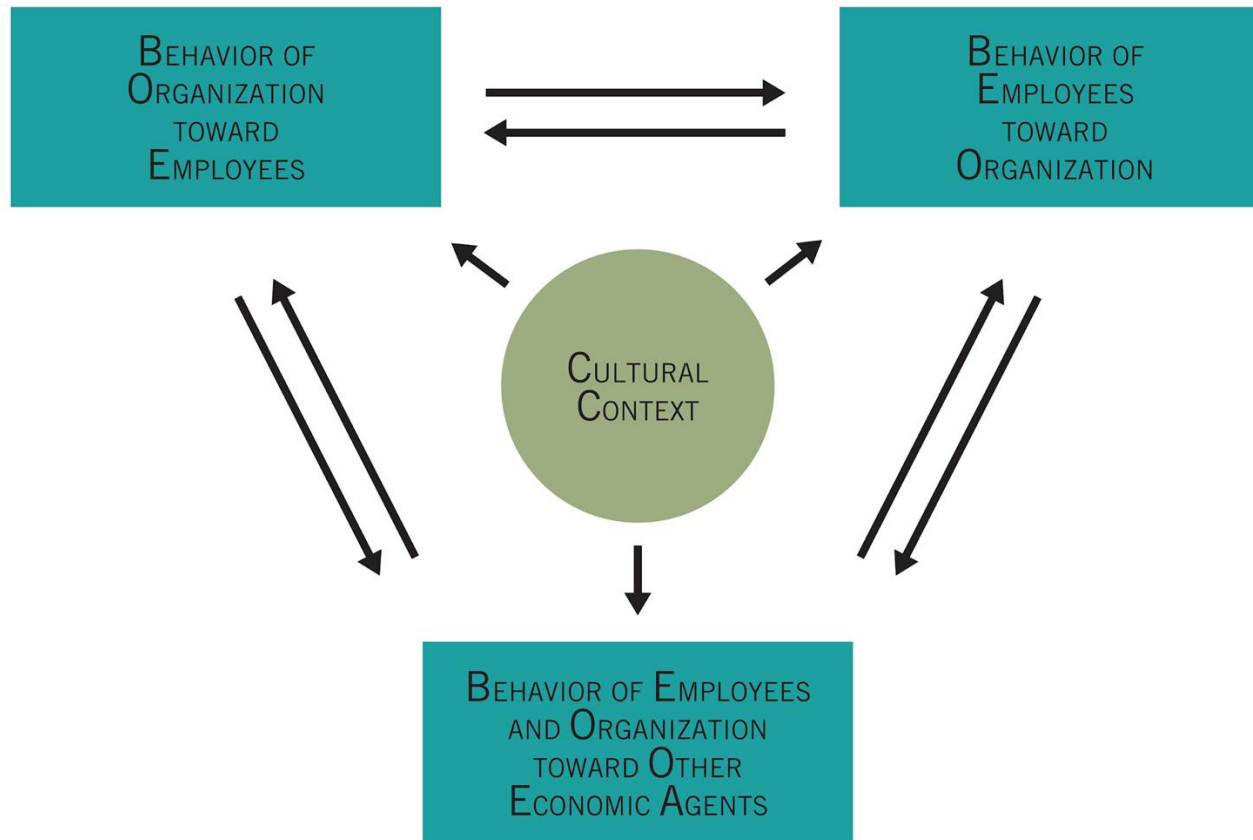 BEHAVIOR OF
ORGANIZATION
TOWARD
EMPLOYEES
BEHAVIOR OF
EMPLOYEES
TOWARD
ORGANIZATION
CULTURAL
CONTEXT
BEHAVIOR OF EMPLOYEES
AND ORGANIZATION
TOWARD OTHER
ECONOMIC AGENTS